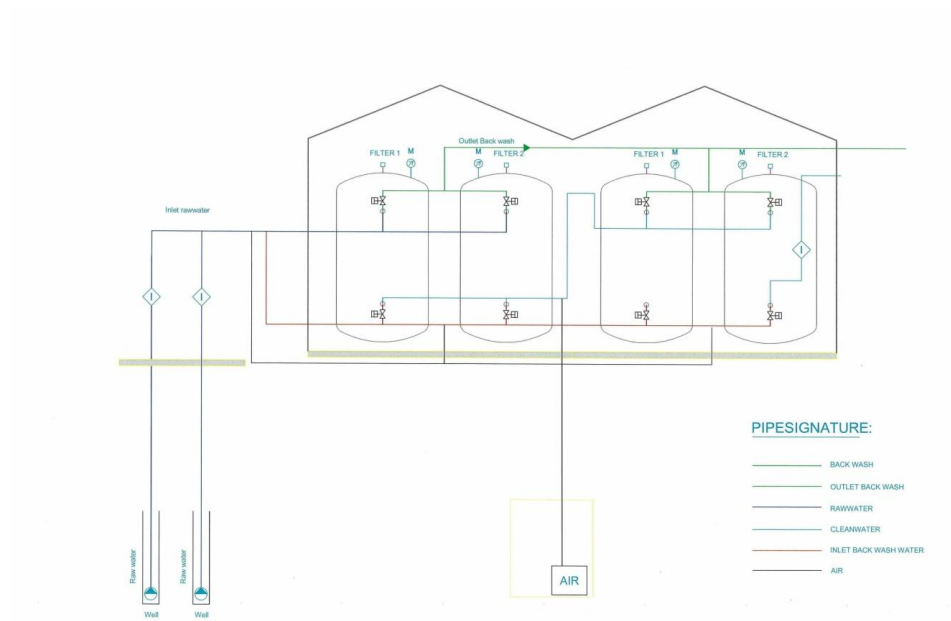 Outlet Back wash
FILTER 1
M
M
FILTER 2
FILTER 1
M
M
FILTER 2
Inlet rawwater
I
I
I
PIPESIGNATURE:
BACK WASH
OUTLET BACK WASH
RAWWATER
CLEANWATER
INLET BACK WASH WATER
AIR
Raw water
Raw water
AIR
Well
Well